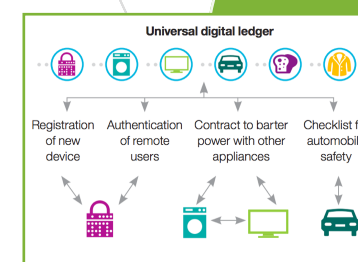 Universal digital ledger
Registration
of new
device
Authentication
of remote
users
Contract to barter
power with other
appliances
Checklist f
automobil
safety